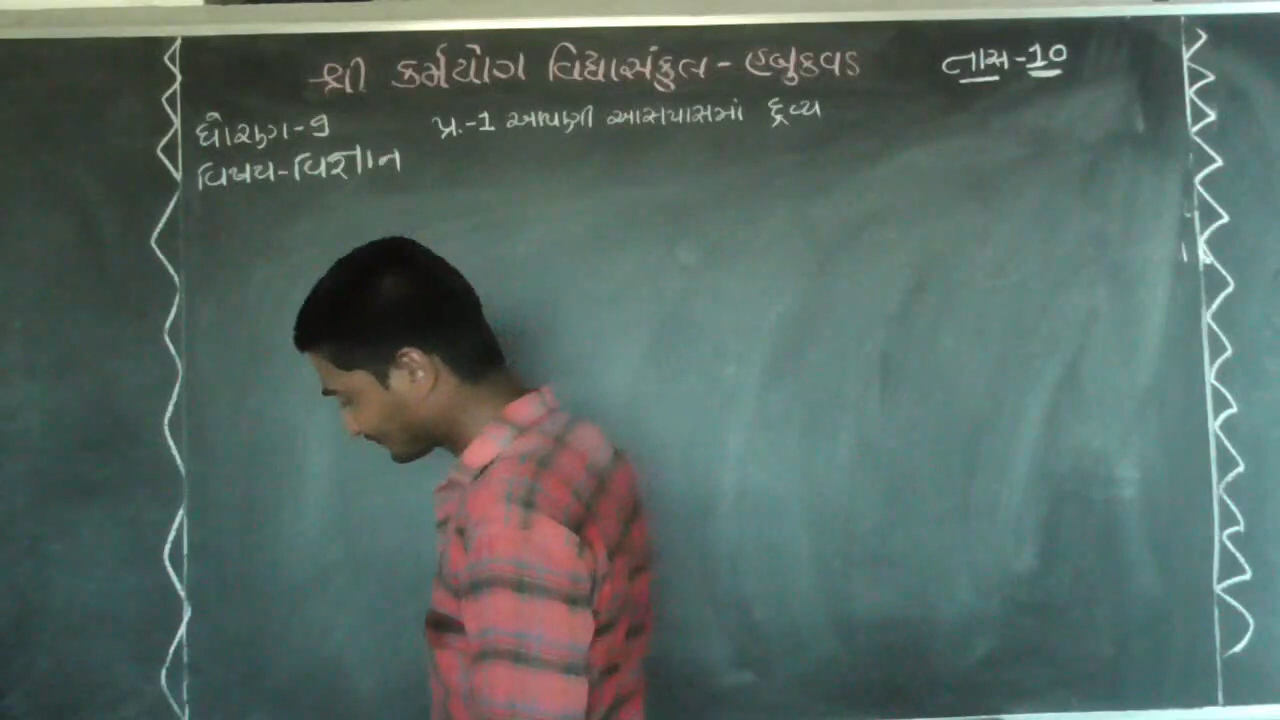 શ્રી કર્મયોગ વિદ્યાસંકુલ - હબુકવડ
તાસ-10
ધોરણ-9
પ્ર.-1 આપણી આસપાસમાં દ્રવ્ય
વિષય-વિજ્ઞાન